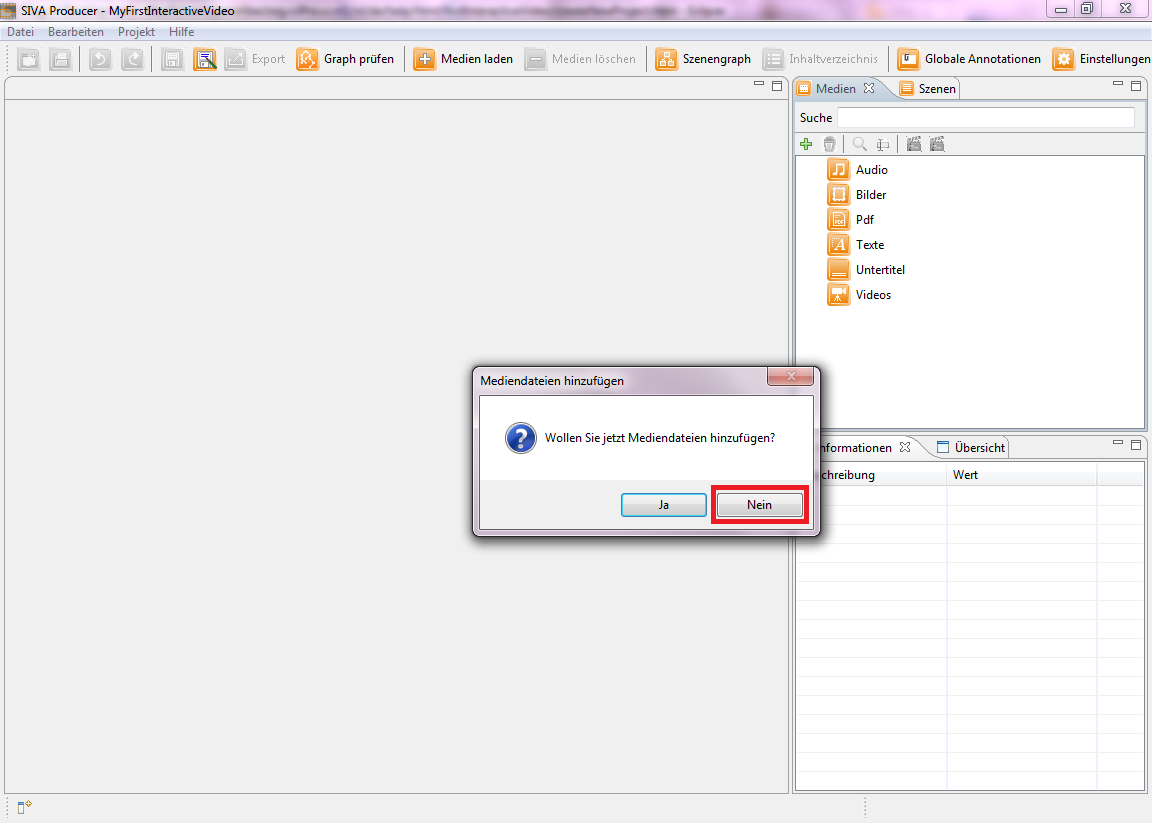 SIVA Producer - MyFirstInteractiveVideo
Datei Bearbeiten Projekt Hilfe
Export Graph prüfen Medien laden Medien löschen Szenengraph Inhaltverzeichnis Globale Annotationen Einstellungen
Medien Szenen
Suche
Audio
Bilder
Pdf
Texte
Untertitel
Videos
Mediendateien hinzufügen
Wollen Sie jetzt Mediendateien hinzufügen?
Ja Nein
nformationen Übersicht
chreibung Wert